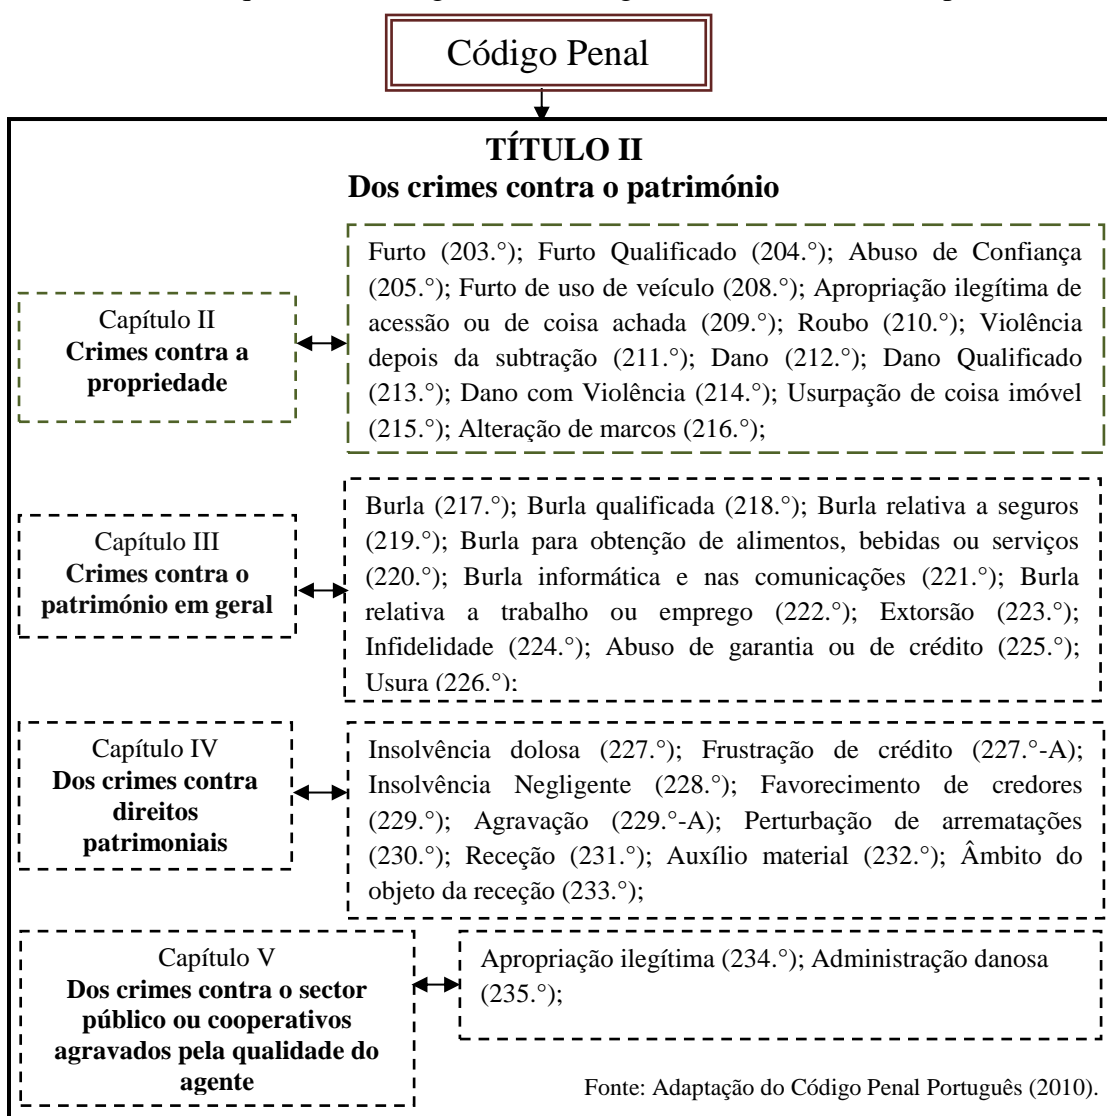 Código Penal
TÍTULO II
Dos crimes contra o património
Capítulo II
Crimes contra a
propriedade
Furto (203.°); Furto Qualificado (204.°); Abuso de Confiança
(205.°); Furto de uso de veículo (208.°); Apropriação ilegítima de
acessão ou de coisa achada (209.°); Roubo (210.°); Violência
depois da subtração (211.°); Dano (212.°); Dano Qualificado
(213.°); Dano com Violência (214.°); Usurpação de coisa imóvel
(215.°); Alteração de marcos (216.°);
Capítulo III
Crimes contra o
património em geral
Burla (217.°); Burla qualificada (218.°); Burla relativa a seguros
(219.°); Burla para obtenção de alimentos, bebidas ou serviços
(220.°); Burla informática e nas comunicações (221.°); Burla
relativa a trabalho ou emprego (222.°); Extorsão (223.°);
Infidelidade (224.°); Abuso de garantia ou de crédito (225.°);
Usura (226.°);
Capítulo IV
Dos crimes contra
direitos
patrimoniais
Insolvência dolosa (227.°); Frustração de crédito (227.°-A);
Insolvência Negligente (228.°); Favorecimento de credores
(229.°); Agravação (229.°-A); Perturbação de arrematações
(230.°); Receção (231.°); Auxílio material (232.°); Âmbito do
objeto da receção (233.°);
Capítulo V
Dos crimes contra o sector
público ou cooperativos
agravados pela qualidade do
agente
Apropriação ilegítima (234.°); Administração danosa
(235.°);
Fonte: Adaptação do Código Penal Português (2010).